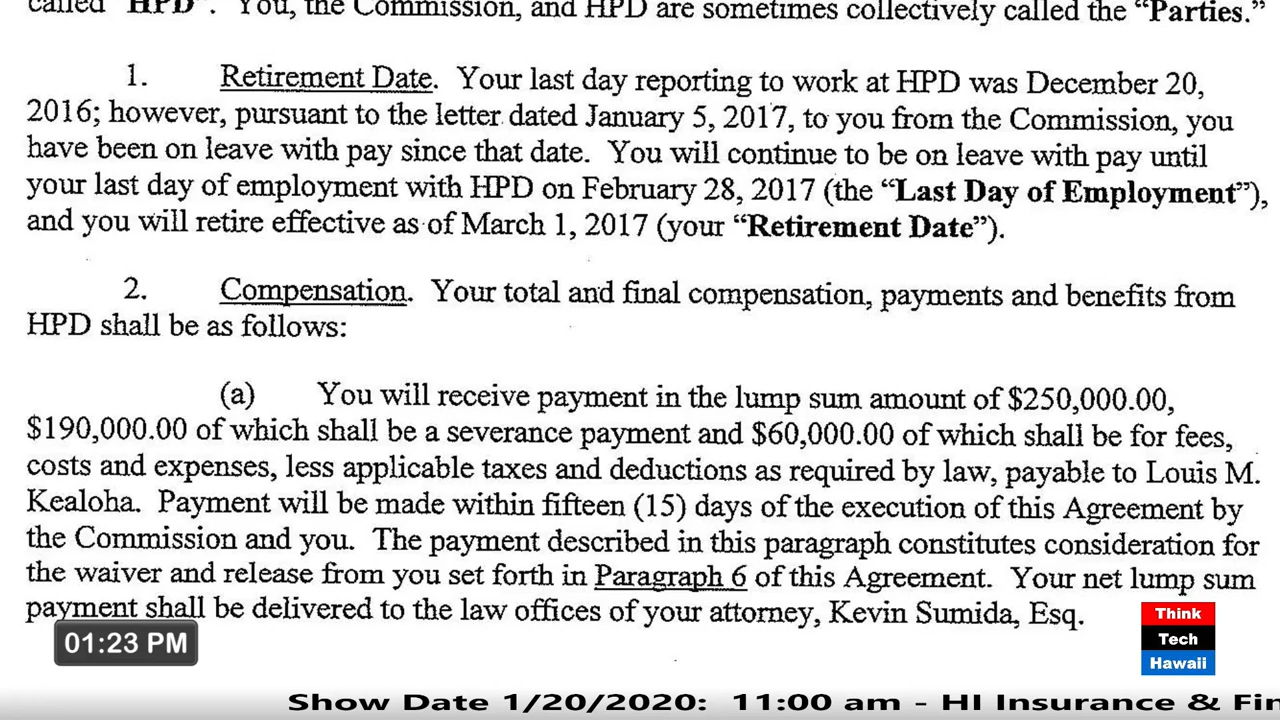 called "HPD". You, the Commission, and HPD are sometimes collectively called the "Parties."
1. Retirement Date. Your last day reporting to work at HPD was December 20,
2016; however, pursuant to the letter dated January 5, 2017, to you from the Commission, you
have been on leave with pay since that date. You will continue to be on leave with pay until
your last day of employment with HPD on February 28, 2017 (the "Last Day of Employment"),
and you will retire effective as of March 1, 2017 (your "Retirement Date").
2. Compensation. Your total and final compensation, payments and benefits from
HPD shall be as follows:
(a) You will receive payment in the lump sum amount of $250,000.00,
$190,000.00 of which shall be a severance payment and $60,000.00 of which shall be for fees,
costs and expenses, less applicable taxes and deductions as required by law, payable to Louis M.
Kealoha. Payment will be made within fifteen (15) days of the execution of this Agreement by
the Commission and you. The payment described in this paragraph constitutes consideration for
the waiver and release from you set forth in Paragraph 6 of this Agreement. Your net lump sum
payment shall be delivered to the law offices of your attorney, Kevin Sumida, Esq.
01:23 PM
Think
Tech
Hawaii
Show Date 1/20/2020: 11:00 am - HI Insurance &